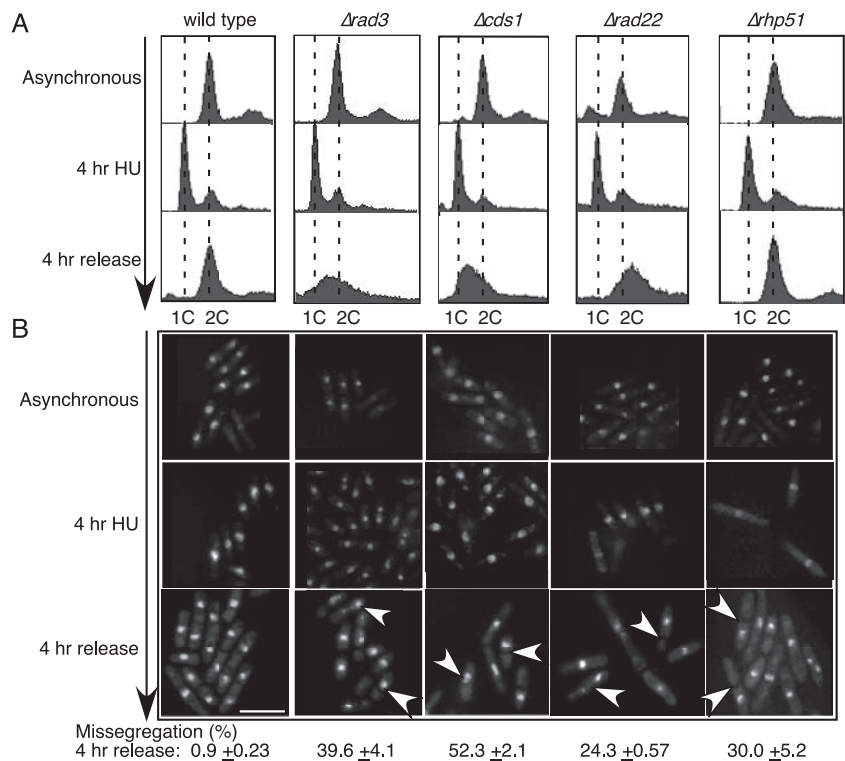 A
wild type Δrad3 Δcds1 Δrad22 Δrhp51
Asynchronous
4 hr HU
4 hr release
1C 2C 1C 2C 1C 2C 1C 2C 1C 2C
B
Asynchronous
4 hr HU
4 hr release
Missegregation (%)
4 hr release: 0.9 ±0.23 39.6 ±4.1 52.3 ±2.1 24.3 ±0.57 30.0 ±5.2